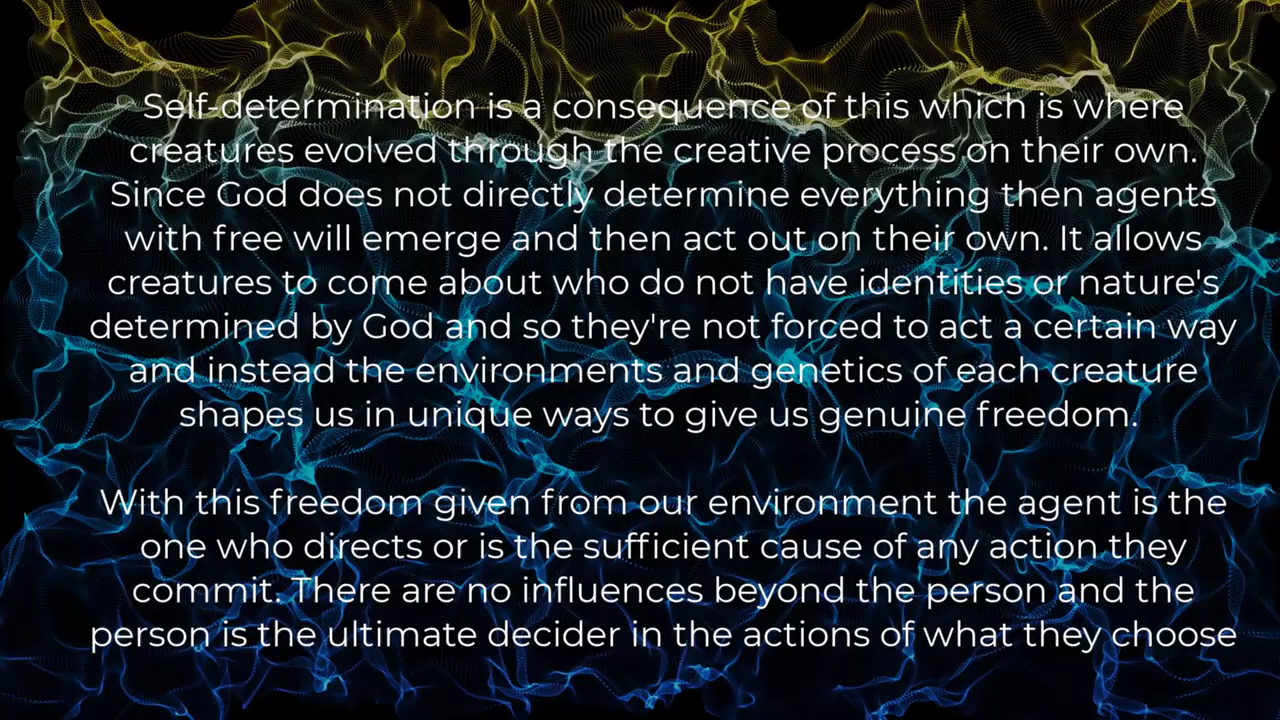 Self-determination is a consequence of this which is where
creatures evolved through the creative process on their own.
Since God does not directly determine everything then agents
with free will emerge and then act out on their own. It allows
creatures to come about who do not have identities or nature's
determined by God and so they're not forced to act a certain way
and instead the environments and genetics of each creature
shapes us in unique ways to give us genuine freedom.
With this freedom given from our environment the agent is the
one who directs or is the sufficient cause of any action they
commit. There are no influences beyond the person and the
person is the ultimate decider in the actions of what they choose